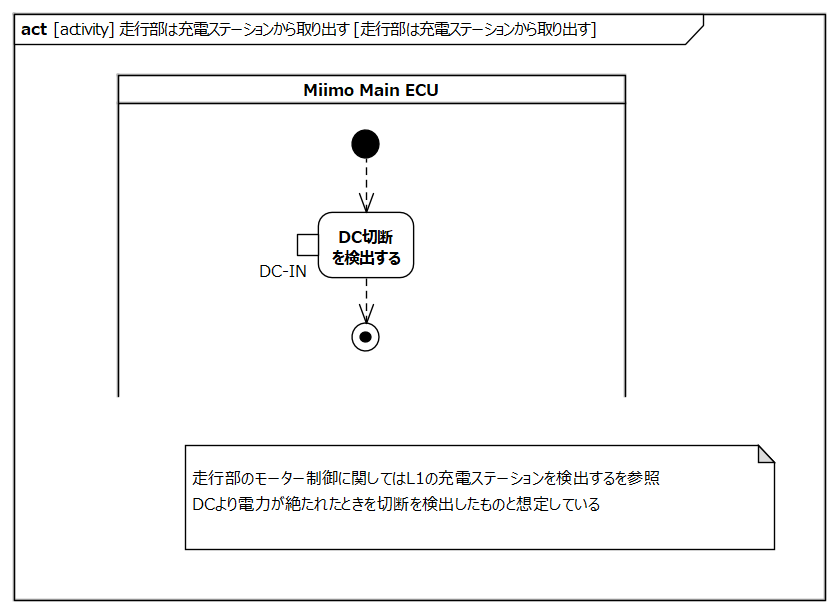 act [activity] 走行部は充電ステーションから取り出す [走行部は充電ステーションから取り出す]
Miimo Main ECU
DC切断
を検出する
DC-IN
走行部のモーター制御に関してはL1の充電ステーションを検出するを参照
DCより電力が絶たれたときを切断を検出したものと想定している